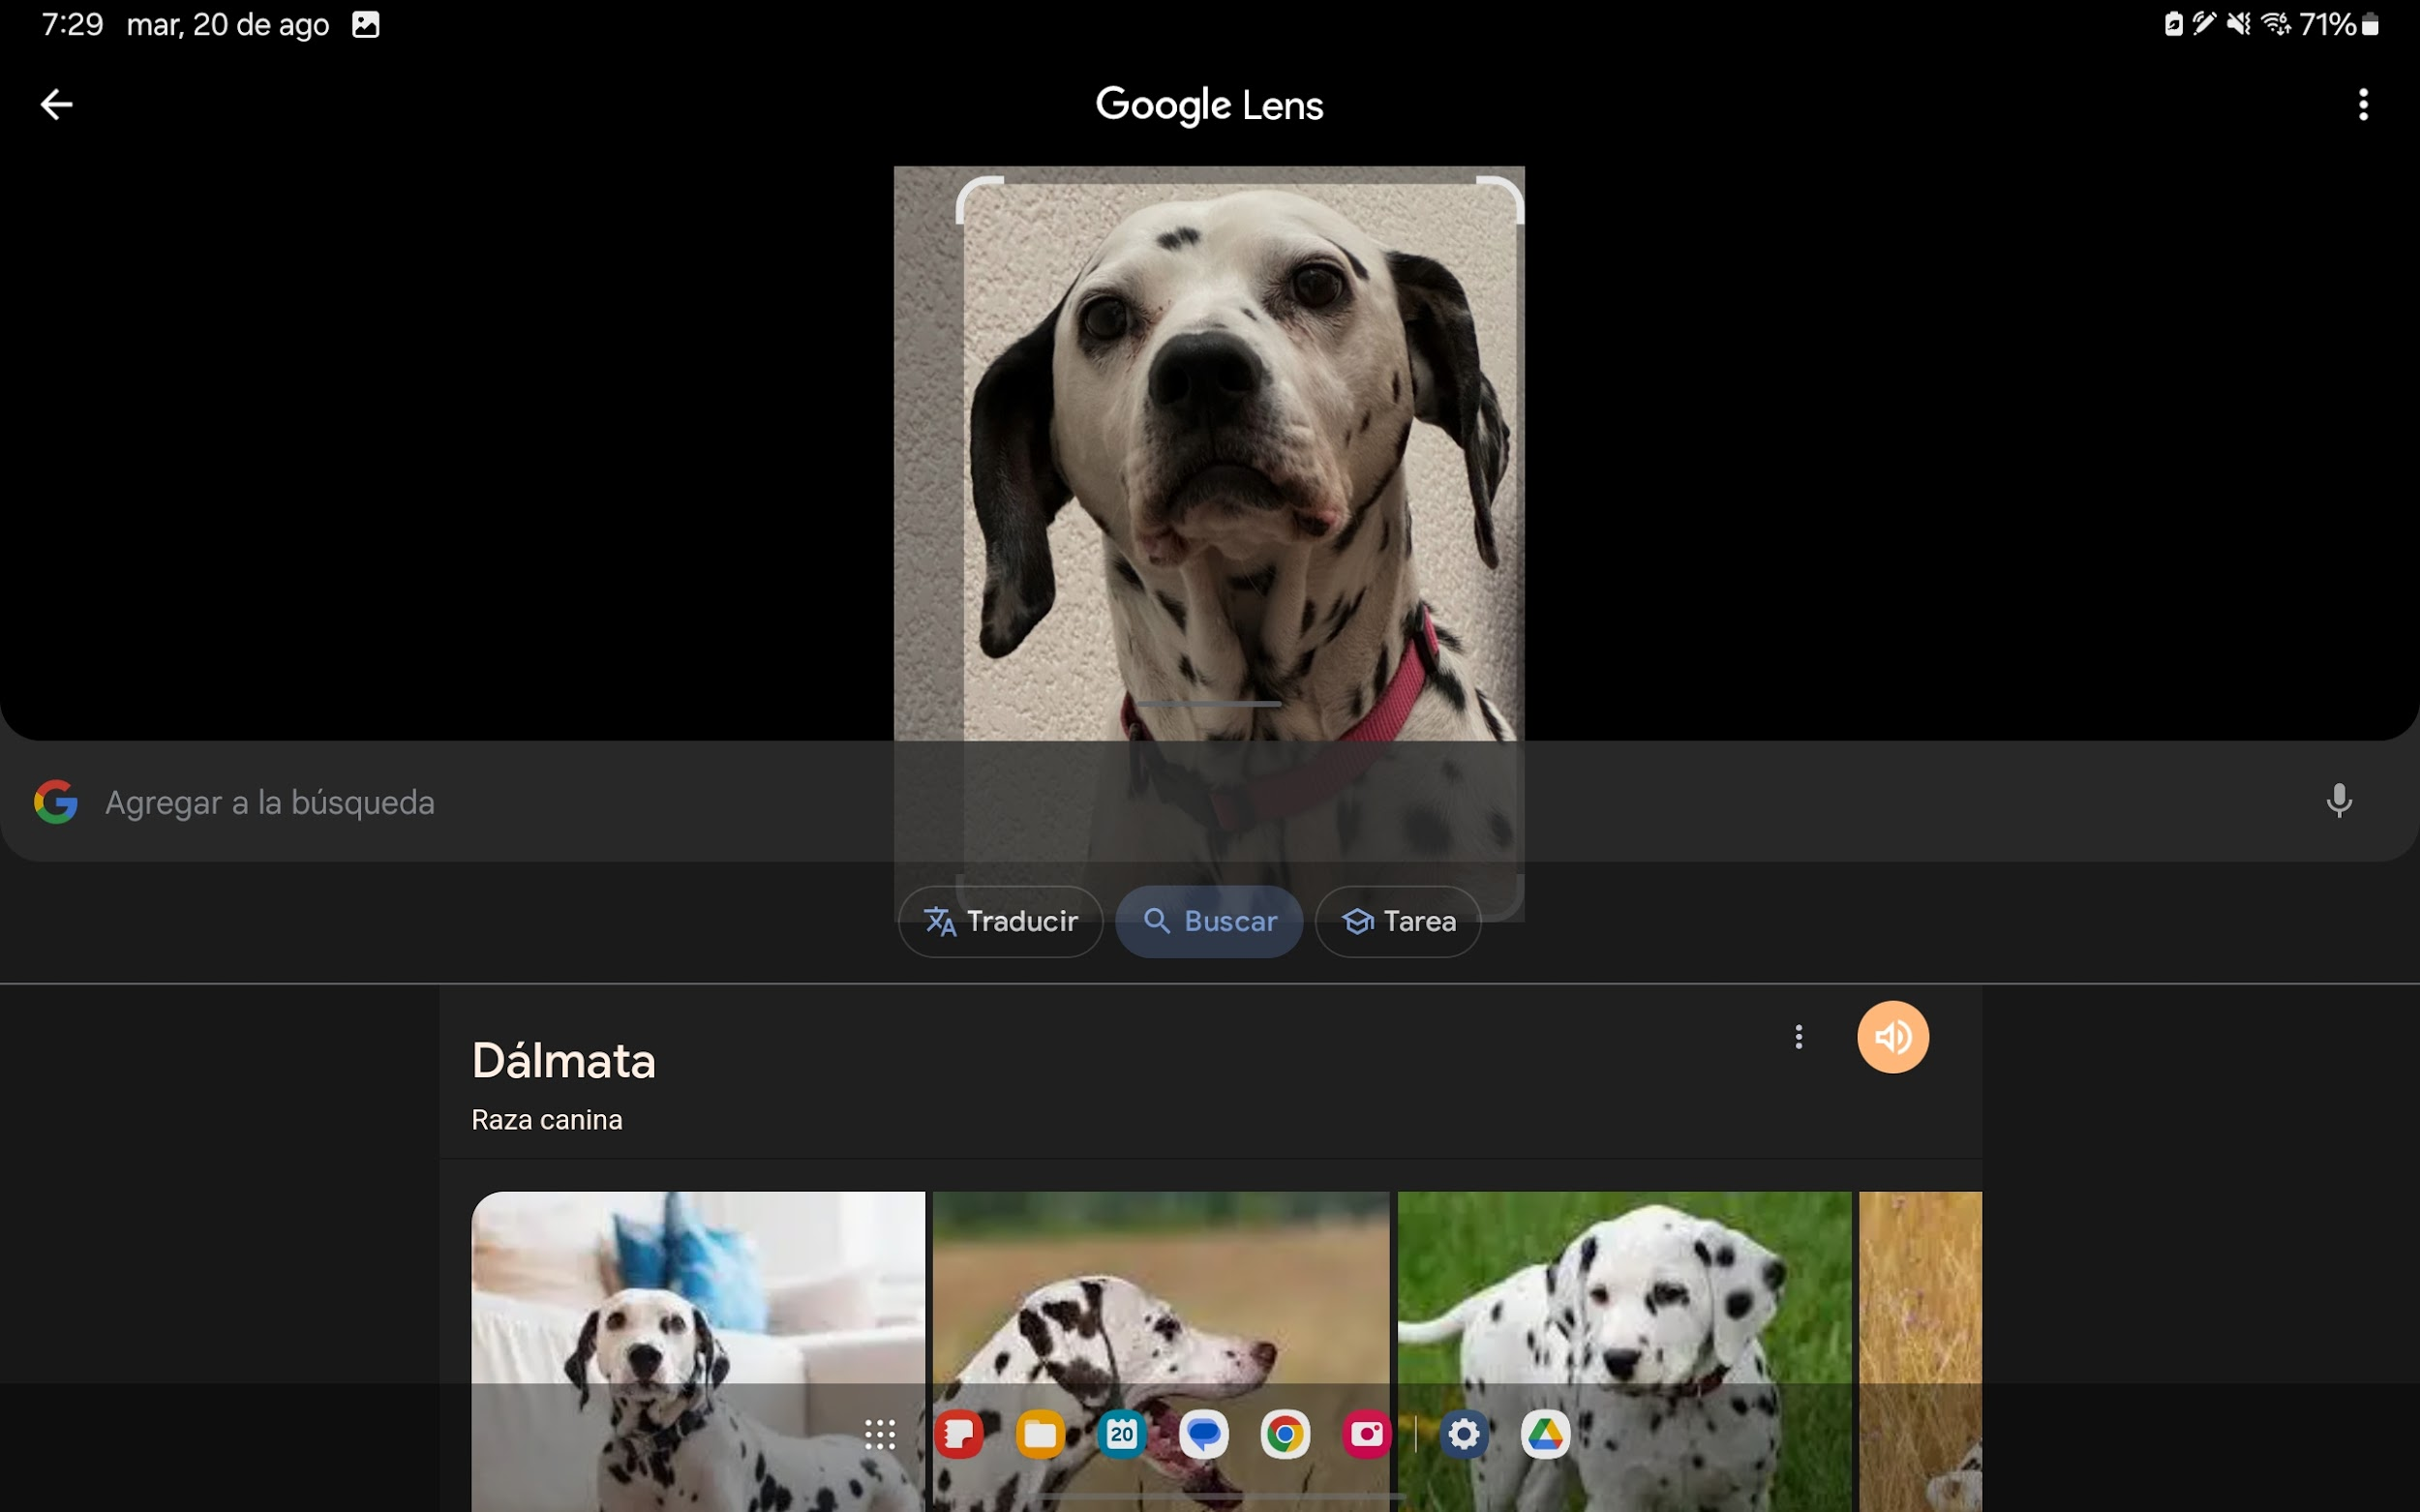 7:29 mar, 20 de ago 71%
Google Lens
Agregar a la búsqueda
Traducir Buscar Tarea
Dálmata
Raza canina
20